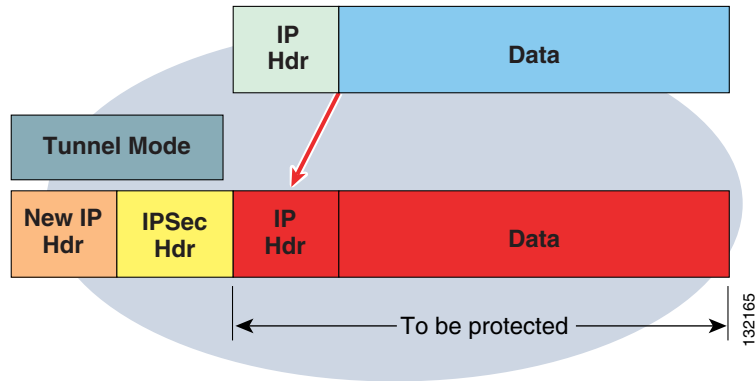 IP
Hdr
Data
Tunnel Mode
New IP
Hdr
IPSec
Hdr
IP
Hdr
Data
To be protected
132165